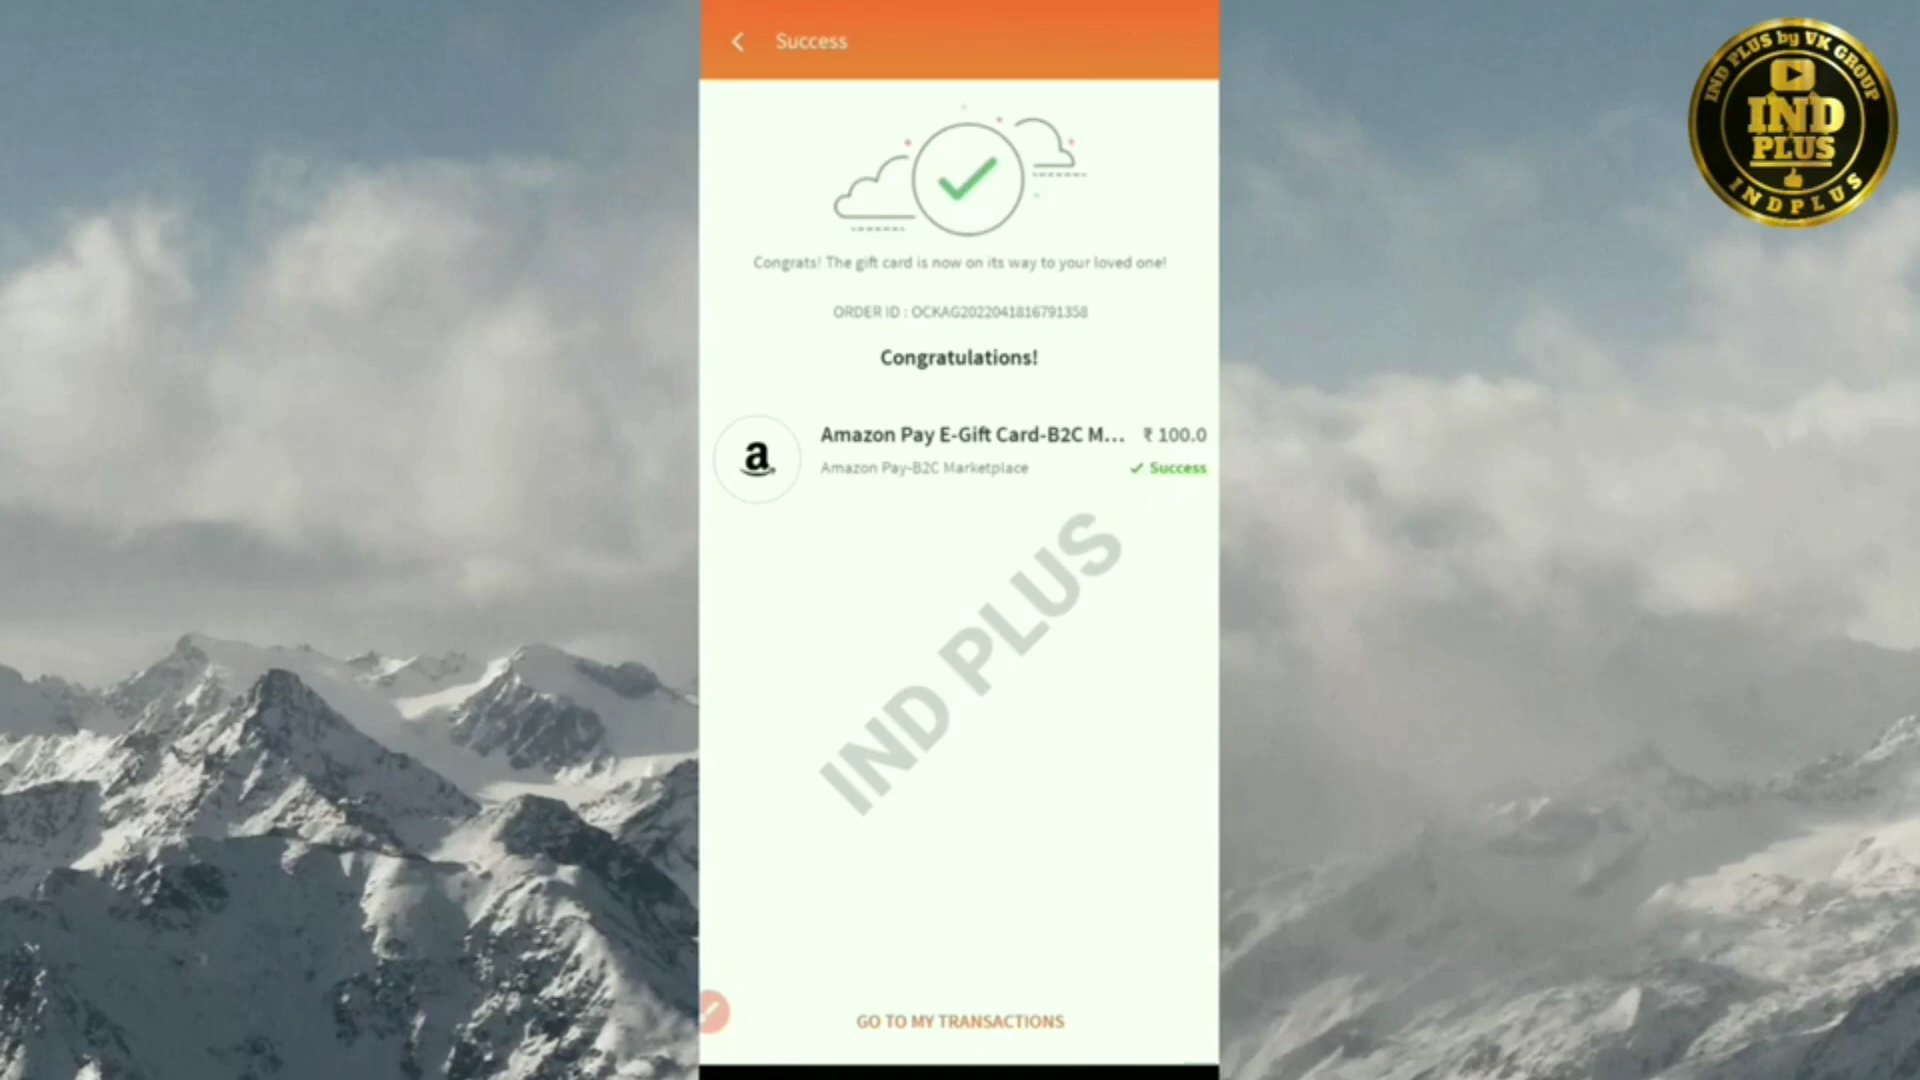 Success
IND PLUS by VK GROUP
IND
PLUS
INDPLUS
Congrats! The gift card is now on its way to your loved one!
ORDER ID : OCKAG2022041816791358
Congratulations!
a
Amazon Pay E-Gift Card-B2C M... ₹ 100.0
Amazon Pay-B2C Marketplace Success
IND PLUS
GO TO MY TRANSACTIONS